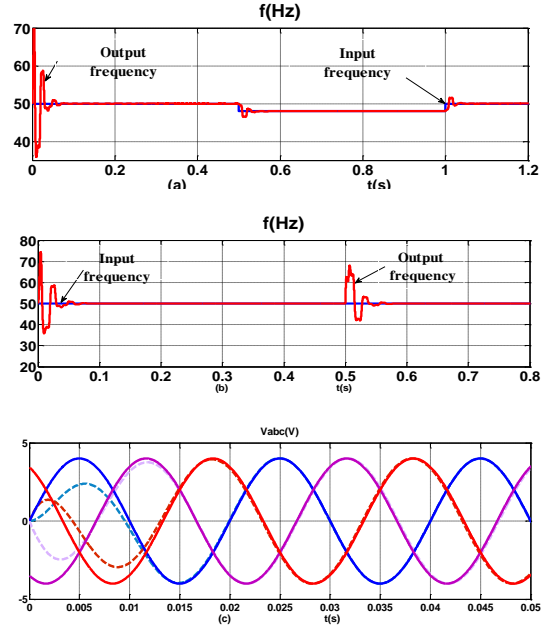 f(Hz)
70
60
50
40
Output
frequency
Input
frequency
0 0.2 0.4 0.6 0.8 1 1.2
(a) t(s)
f(Hz)
80
70
60
50
40
30
20
Input
frequency
Output
frequency
0 0.1 0.2 0.3 0.4 0.5 0.6 0.7 0.8
(b) t(s)
Vabc(V)
5
0
-5
0 0.005 0.01 0.015 0.02 0.025 0.03 0.035 0.04 0.045 0.05
(c) t(s)